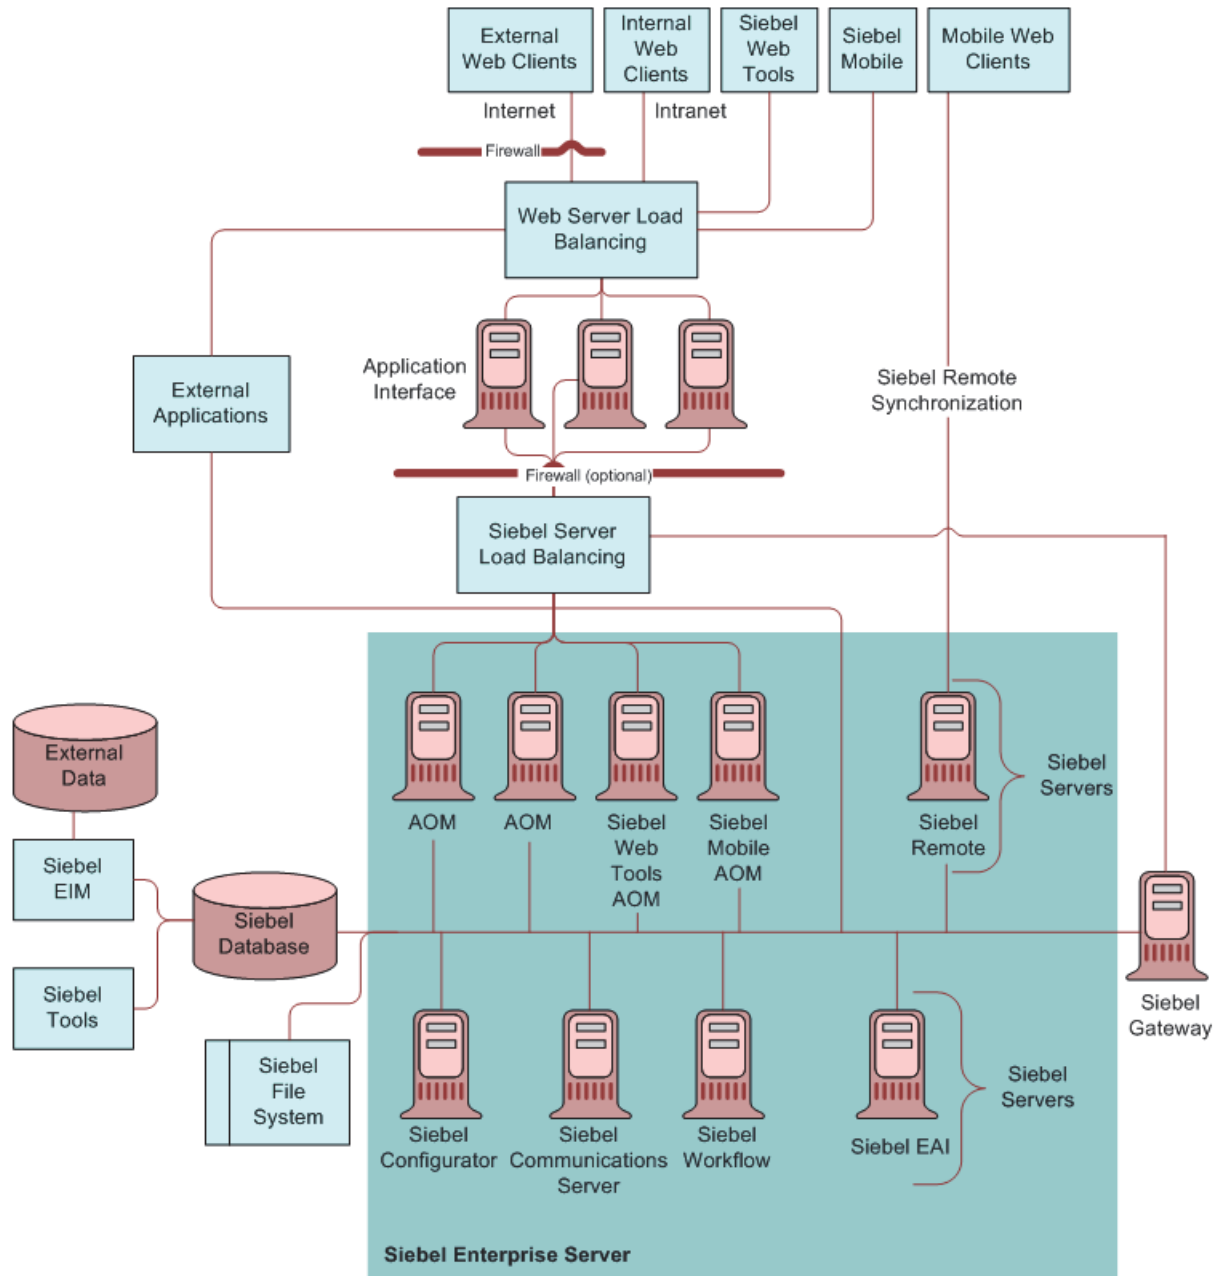 External
Web Clients
Internal
Web
Clients
Siebel
Web
Tools
Siebel
Mobile
Mobile Web
Clients
Internet
Intranet
Firewall
Web Server Load
Balancing
Application
Interface
External
Applications
Siebel Remote
Synchronization
Firewall (optional)
Siebel Server
Load Balancing
External
Data
AOM
AOM
Siebel
Web
Tools
AOM
Siebel
Mobile
AOM
Siebel
Remote
Siebel
Servers
Siebel
EIM
Siebel
Database
Siebel
Tools
Siebel
File
System
Siebel
Gateway
Siebel
Configurator
Siebel
Communications
Server
Siebel
Workflow
Siebel EAI
Siebel
Servers
Siebel Enterprise Server